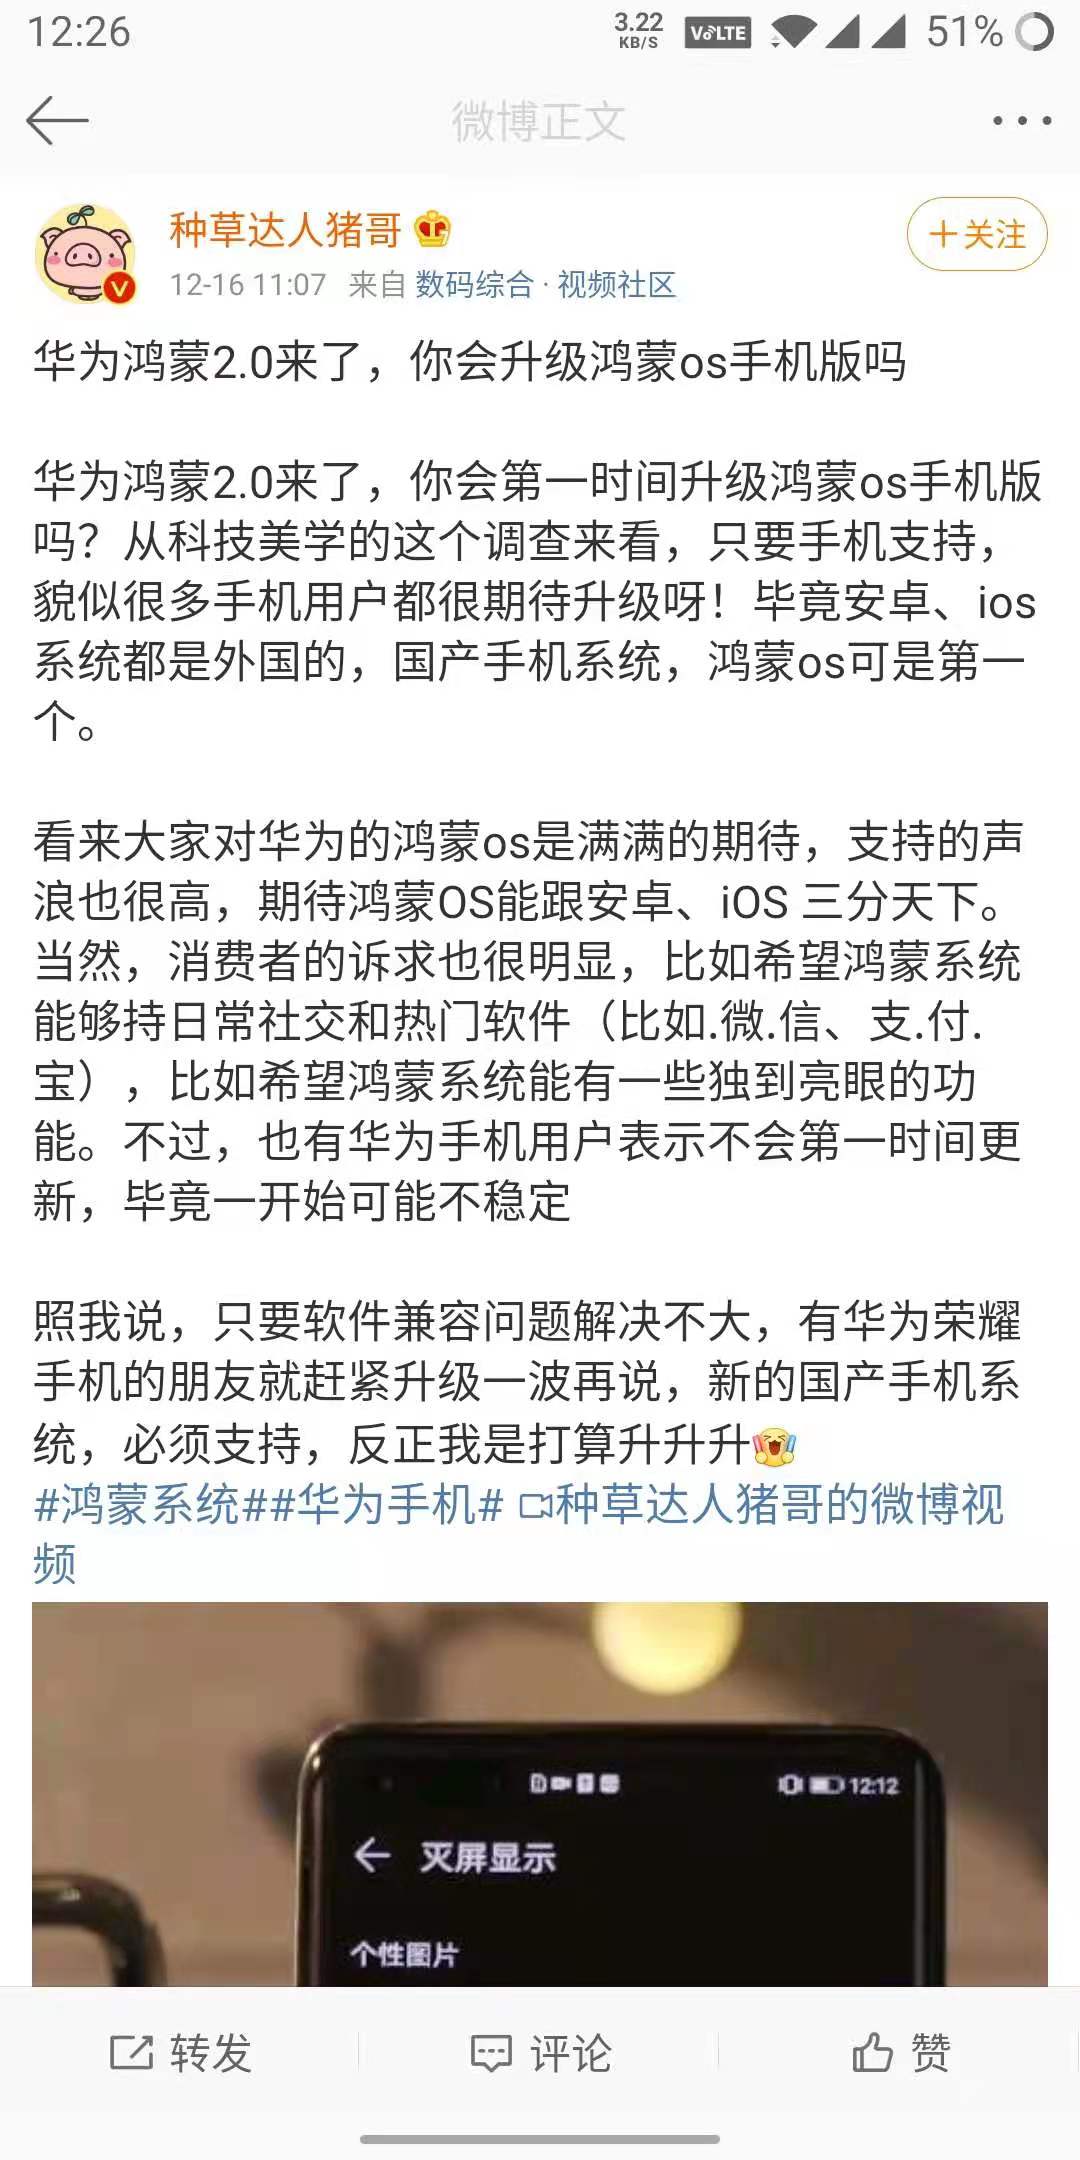 12:26
3.22 KB/S VoLTE 51%
微博正文
种草达人猪哥
+关注
12-16 11:07 来自 数码综合 · 视频社区
华为鸿蒙2.0来了，你会升级鸿蒙os手机版吗
华为鸿蒙2.0来了，你会第一时间升级鸿蒙os手机版
吗？从科技美学的这个调查来看，只要手机支持，
貌似很多手机用户都很期待升级呀！毕竟安卓、ios
系统都是外国的，国产手机系统，鸿蒙os可是第一
个。
看来大家对华为的鸿蒙os是满满的期待，支持的声
浪也很高，期待鸿蒙OS能跟安卓、iOS 三分天下。
当然，消费者的诉求也很明显，比如希望鸿蒙系统
能够持日常社交和热门软件（比如.微.信、支.付.
宝），比如希望鸿蒙系统能有一些独到亮眼的功
能。不过，也有华为手机用户表示不会第一时间更
新，毕竟一开始可能不稳定
照我说，只要软件兼容问题解决不大，有华为荣耀
手机的朋友就赶紧升级一波再说，新的国产手机系
统，必须支持，反正我是打算升升升
#鸿蒙系统##华为手机# 种草达人猪哥的微博视
频
12:12
灭屏显示
个性图片
转发 评论 赞